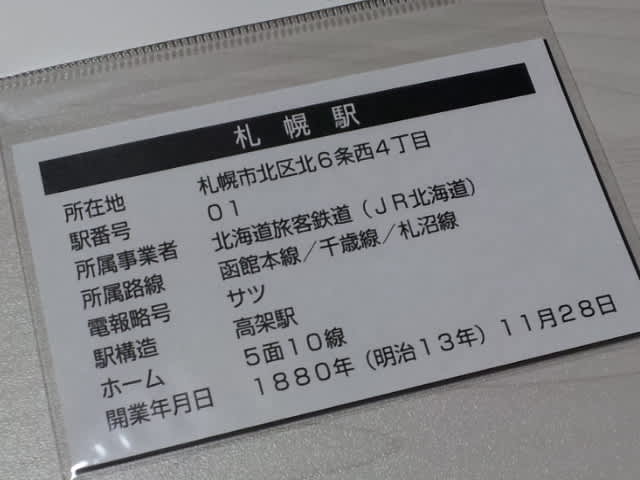 札幌駅
所在地 札幌市北区北6条西4丁目
駅番号 01
所属事業者 北海道旅客鉄道(JR北海道)
所属路線 函館本線/千歳線/札沼線
電報略号 サツ
駅構造 高架駅
ホーム 5面10線
開業年月日 1880年(明治13年)11月28日